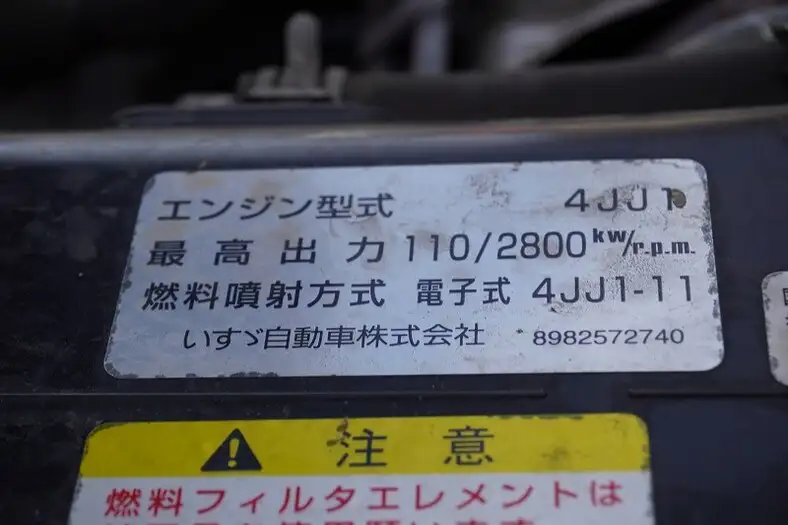 エンジン型式 4JJ1
最高出力 110/2800kW/r.p.m.
燃料噴射方式 電子式 4JJ1-11
いすゞ自動車株式会社 8982572740
注意
燃料フィルタエレメントは